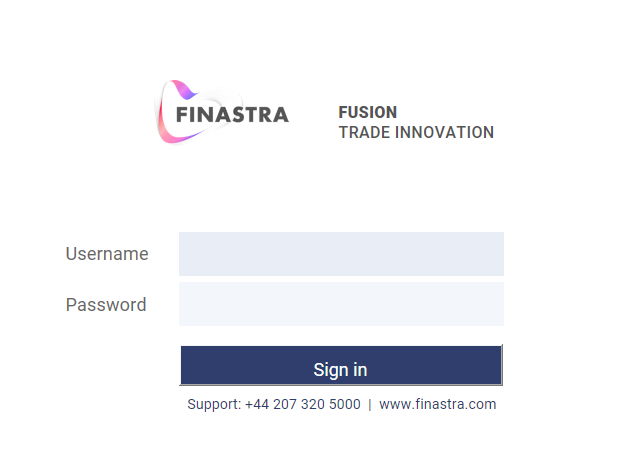 FINASTRA
FUSION
TRADE INNOVATION
Username
Password
Sign in
Support: +44 207 320 5000 | www.finastra.com